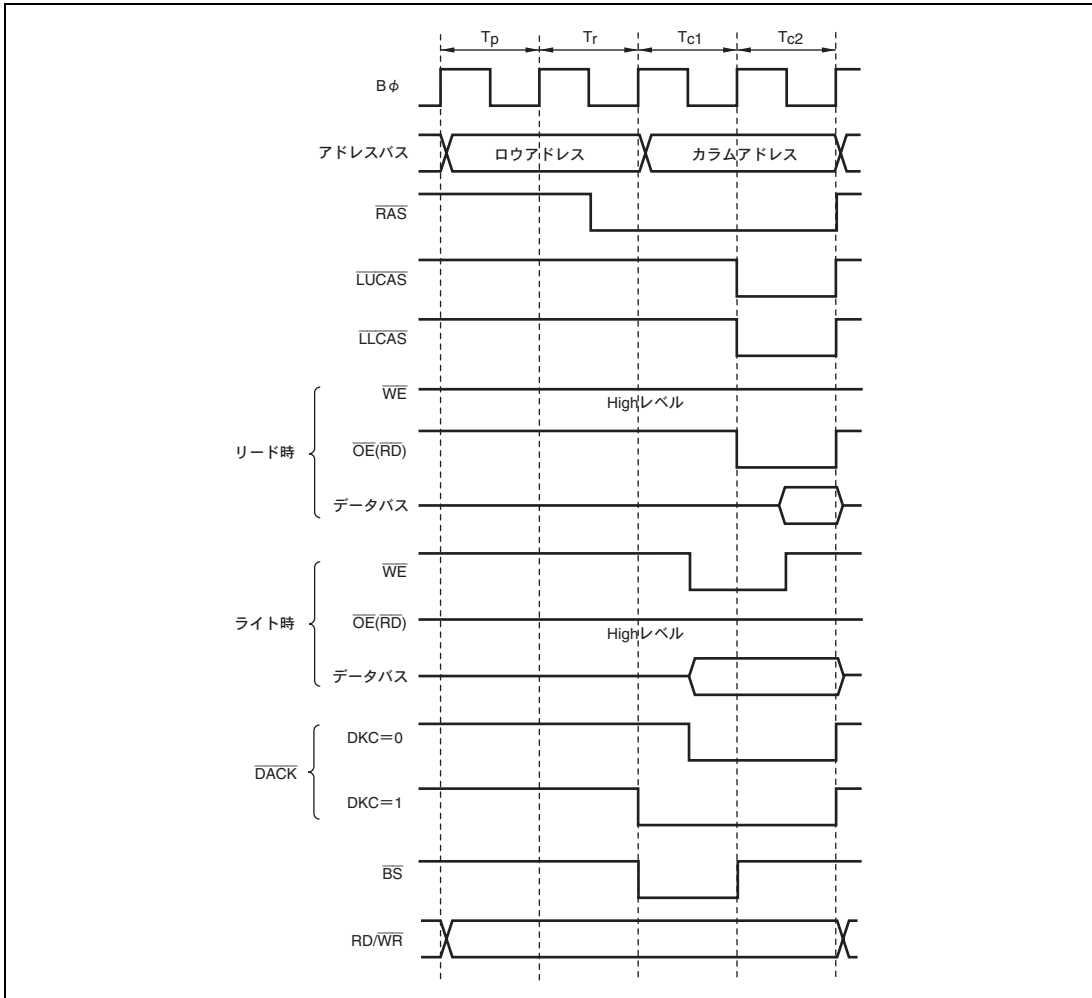 Tp Tr Tc1 Tc2
Bφ
アドレスバス ロウアドレス カラムアドレス
RAS
LUCAS
LLCAS
WE
Highレベル
リード時 OE(RD)
データバス
WE
ライト時 OE(RD)
Highレベル
データバス
DKC=0
DACK
DKC=1
BS
RD/WR